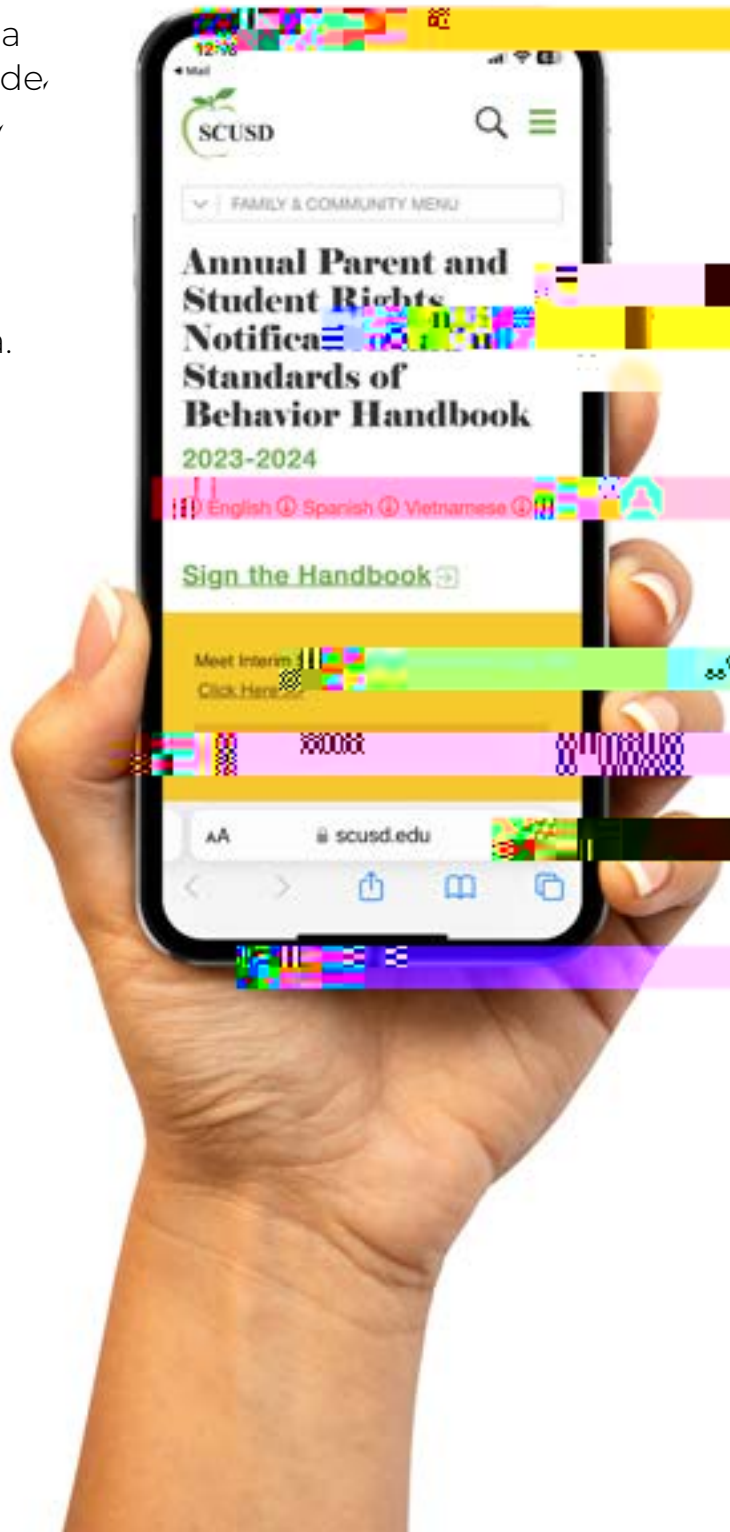 a
de,
.
12:16
Mail
SCUSD
FAMILY & COMMUNITY MENU
Annual Parent and
Student Rights
Standards of
Behavior Handbook
2023-2024
English Spanish Vietnamese
Sign the Handbook
Meet Interim
Click Here
AA scusd.edu